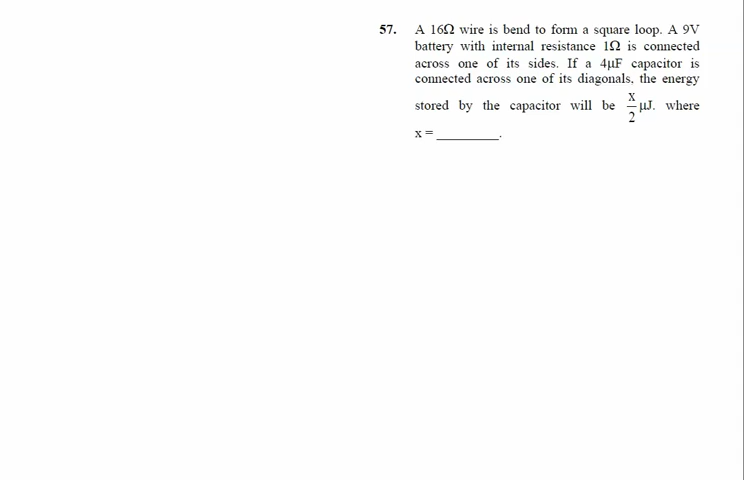 57. A 16Ω wire is bend to form a square loop. A 9V
battery with internal resistance 1Ω is connected
across one of its sides. If a 4μF capacitor is
connected across one of its diagonals, the energy
stored by the capacitor will be x/2 μJ. where
x = ________.